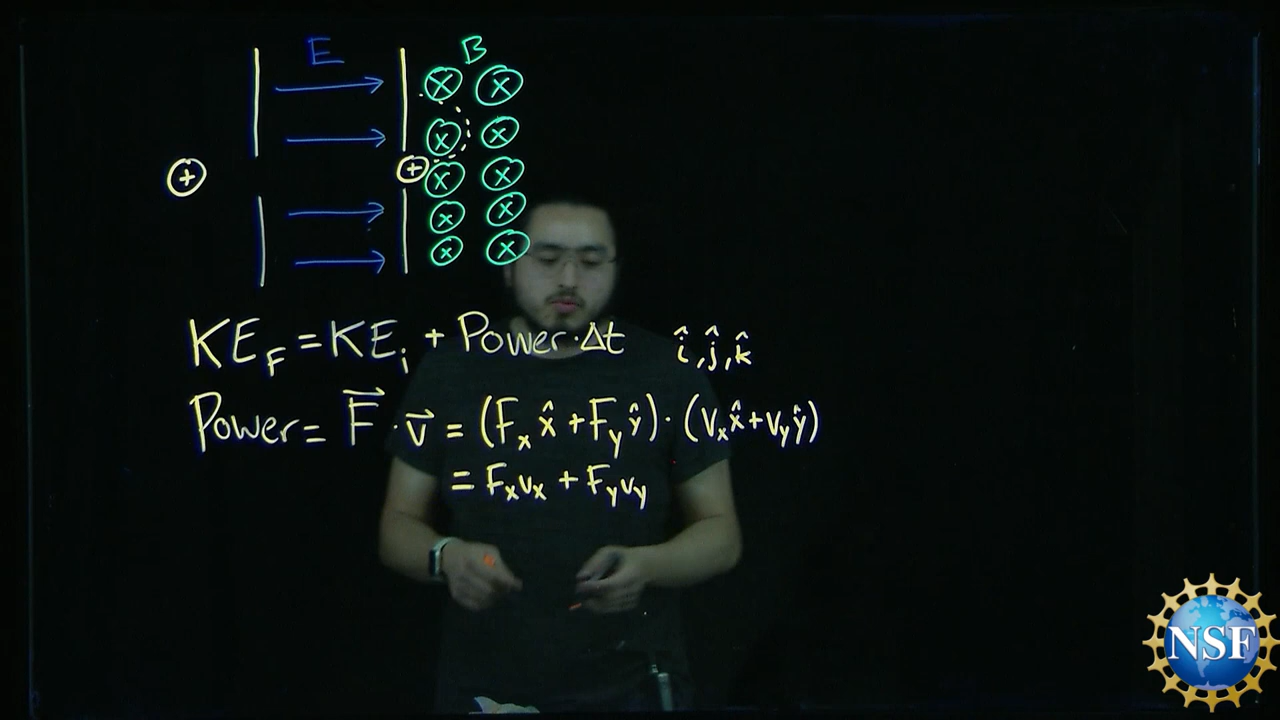 E B
+ + 
x x
x x
x x
x x
x x
KE_F = KE_i + Power · Δt î, ĵ, k̂
Power = F⃗ · v⃗ = (F_x x̂ + F_y ŷ) · (v_x x̂ + v_y ŷ)
= F_x v_x + F_y v_y
NSF